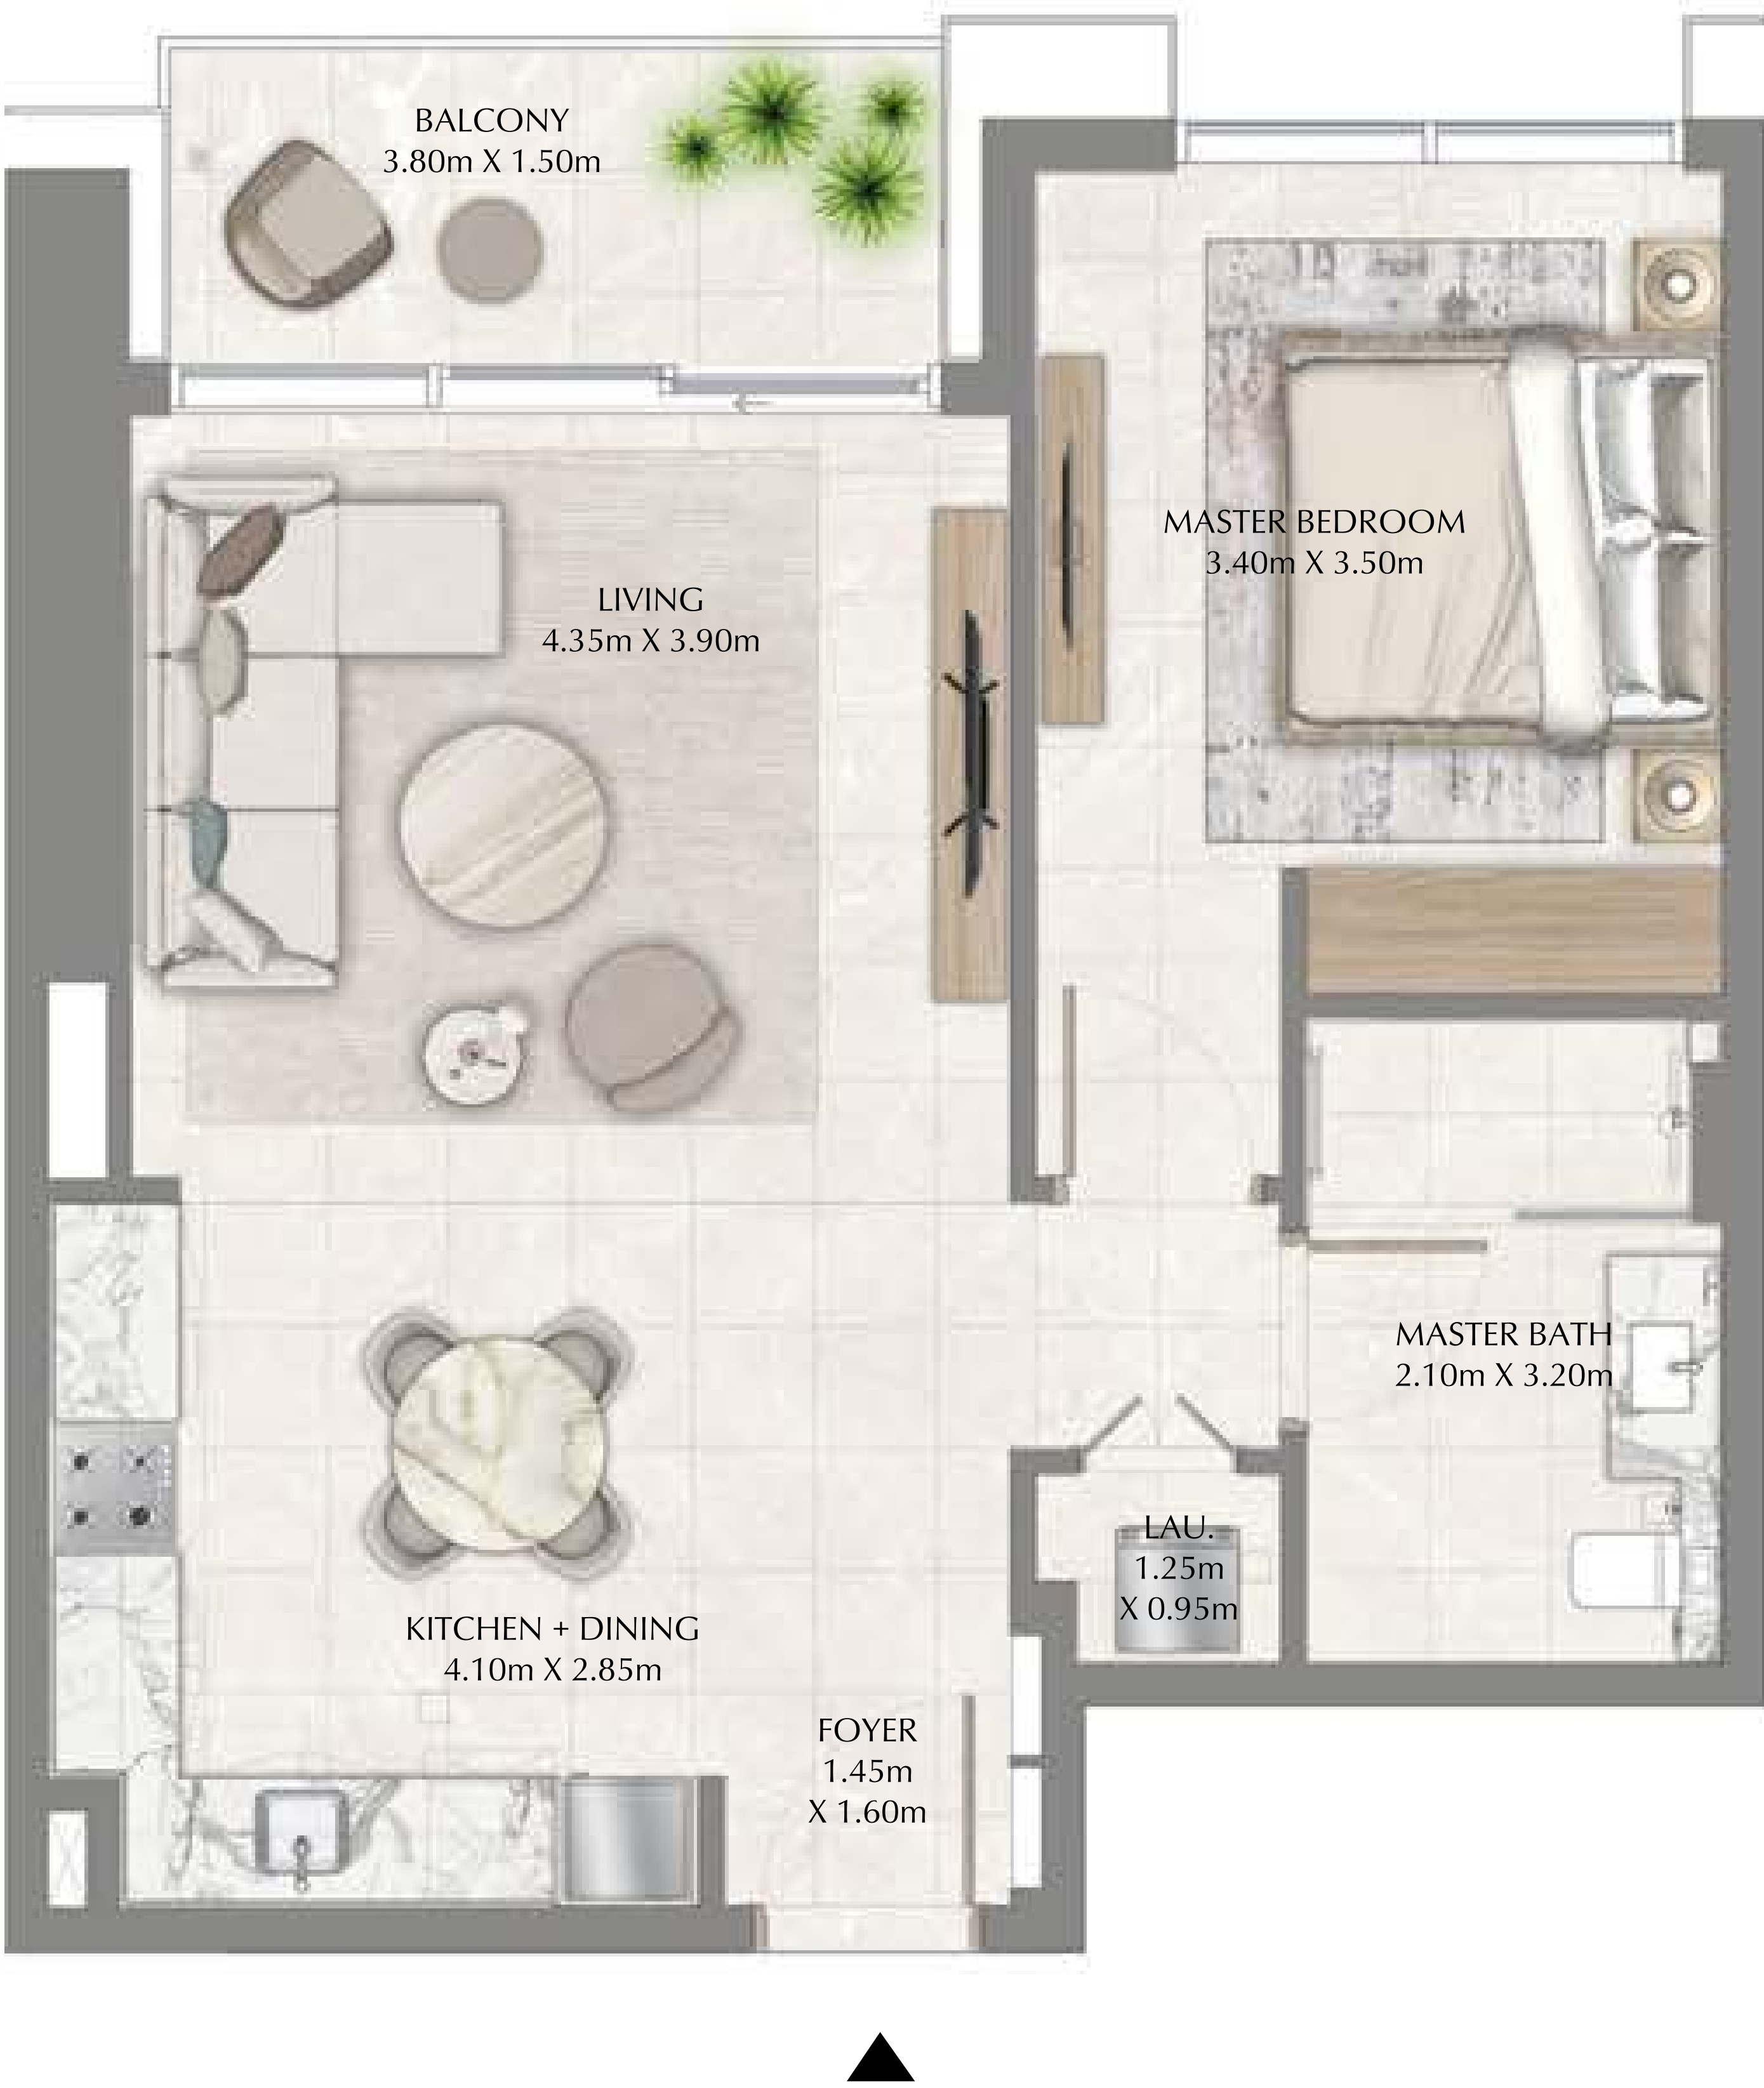 BALCONY
3.80m X 1.50m
MASTER BEDROOM
3.40m X 3.50m
LIVING
4.35m X 3.90m
MASTER BATH
2.10m X 3.20m
LAU.
1.25m
X 0.95m
KITCHEN + DINING
4.10m X 2.85m
FOYER
1.45m
X 1.60m